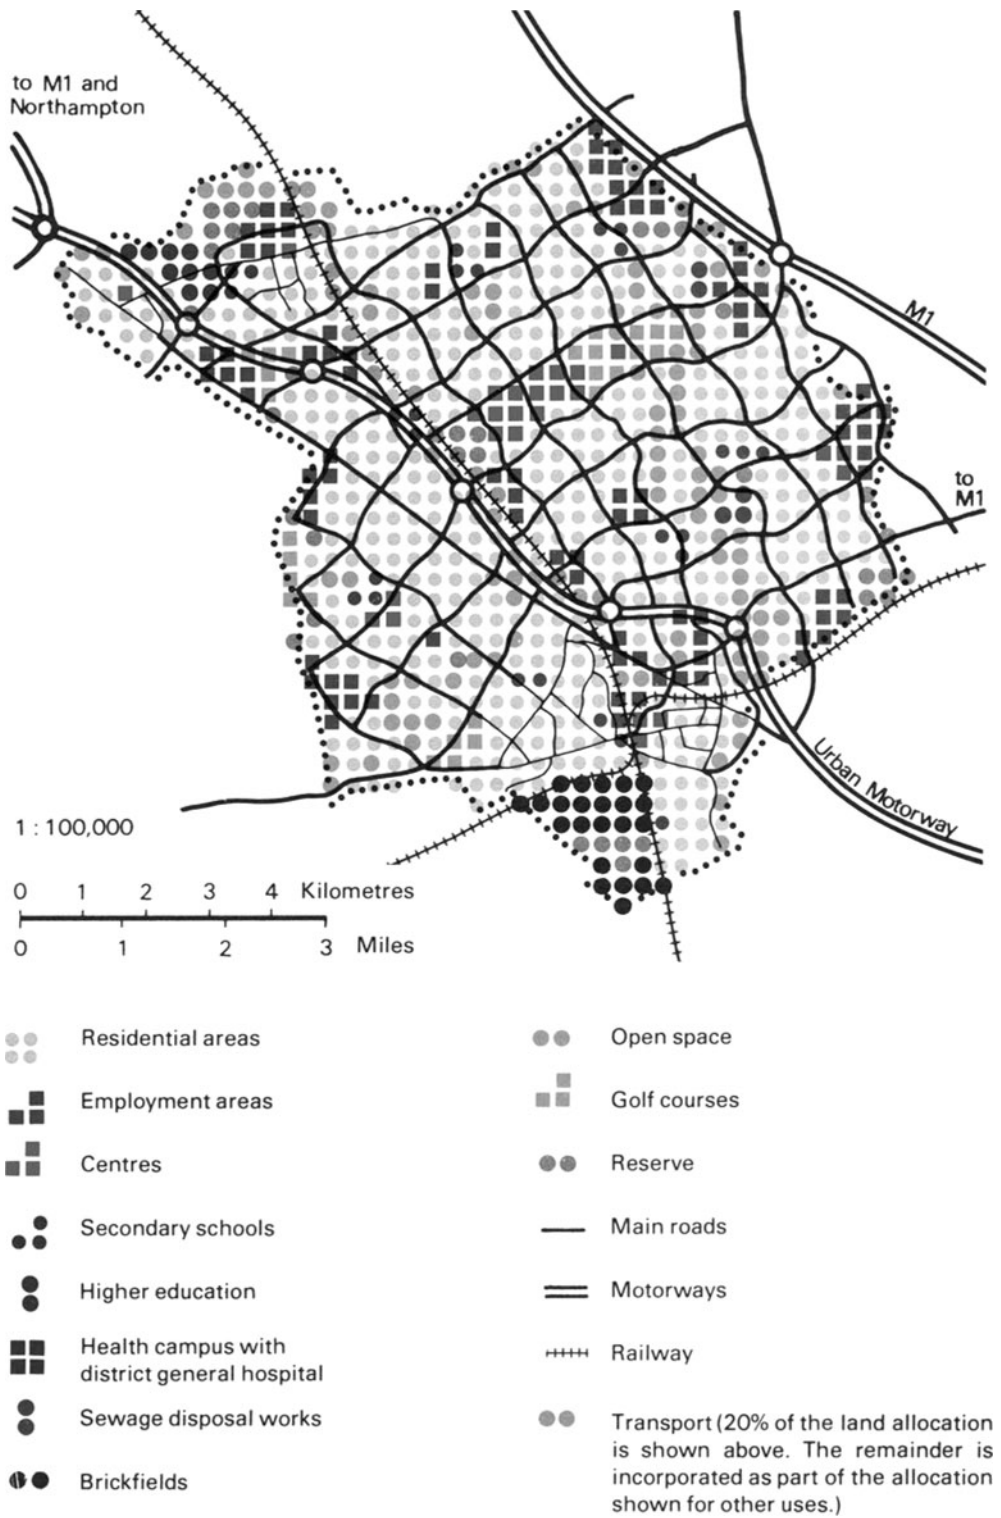 to M1 and
Northampton
M1
to
M1
Urban Motorway
1 : 100,000
0 1 2 3 4 Kilometres
0 1 2 3 Miles
Residential areas
Employment areas
Centres
Secondary schools
Higher education
Health campus with
district general hospital
Sewage disposal works
Brickfields
Open space
Golf courses
Reserve
Main roads
Motorways
Railway
Transport (20% of the land allocation
is shown above. The remainder is
incorporated as part of the allocation
shown for other uses.)